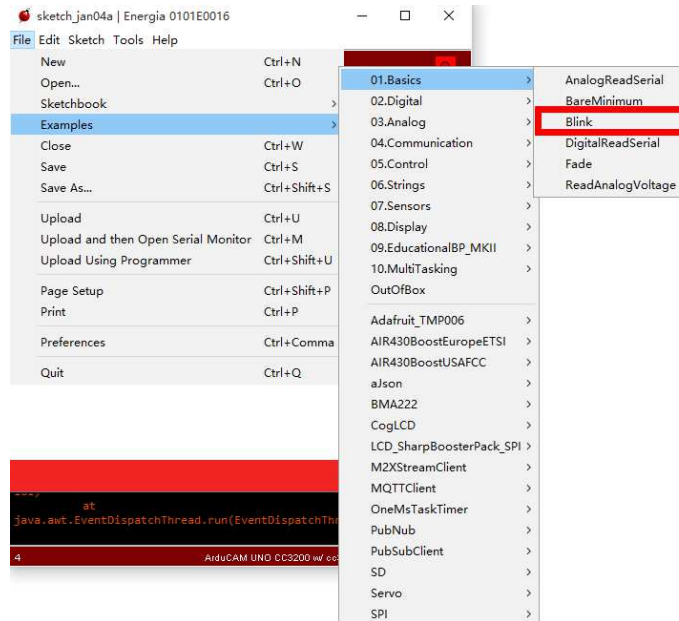 sketch_jan04a | Energia 0101E0016
File Edit Sketch Tools Help
New Ctrl+N
Open... Ctrl+O
Sketchbook
Examples
Close Ctrl+W
Save Ctrl+S
Save As... Ctrl+Shift+S
Upload Ctrl+U
Upload and then Open Serial Monitor Ctrl+M
Upload Using Programmer Ctrl+Shift+U
Page Setup Ctrl+Shift+P
Print Ctrl+P
Preferences Ctrl+Comma
Quit Ctrl+Q
01.Basics
02.Digital
03.Analog
04.Communication
05.Control
06.Strings
07.Sensors
08.Display
09.EducationalBP_MKII
10.MultiTasking
OutOfBox
Adafruit_TMP006
AIR430BoostEuropeETSI
AIR430BoostUSAFCC
aJson
BMA222
CogLCD
LCD_SharpBoosterPack_SPI
M2XStreamClient
MQTTClient
OneMsTaskTimer
PubNub
PubSubClient
SD
Servo
SPI
AnalogReadSerial
BareMinimum
Blink
DigitalReadSerial
Fade
ReadAnalogVoltage
at
java.awt.EventDispatchThread.run(EventDispatchThr
4 ArduCAM UNO CC3200 w/ cc